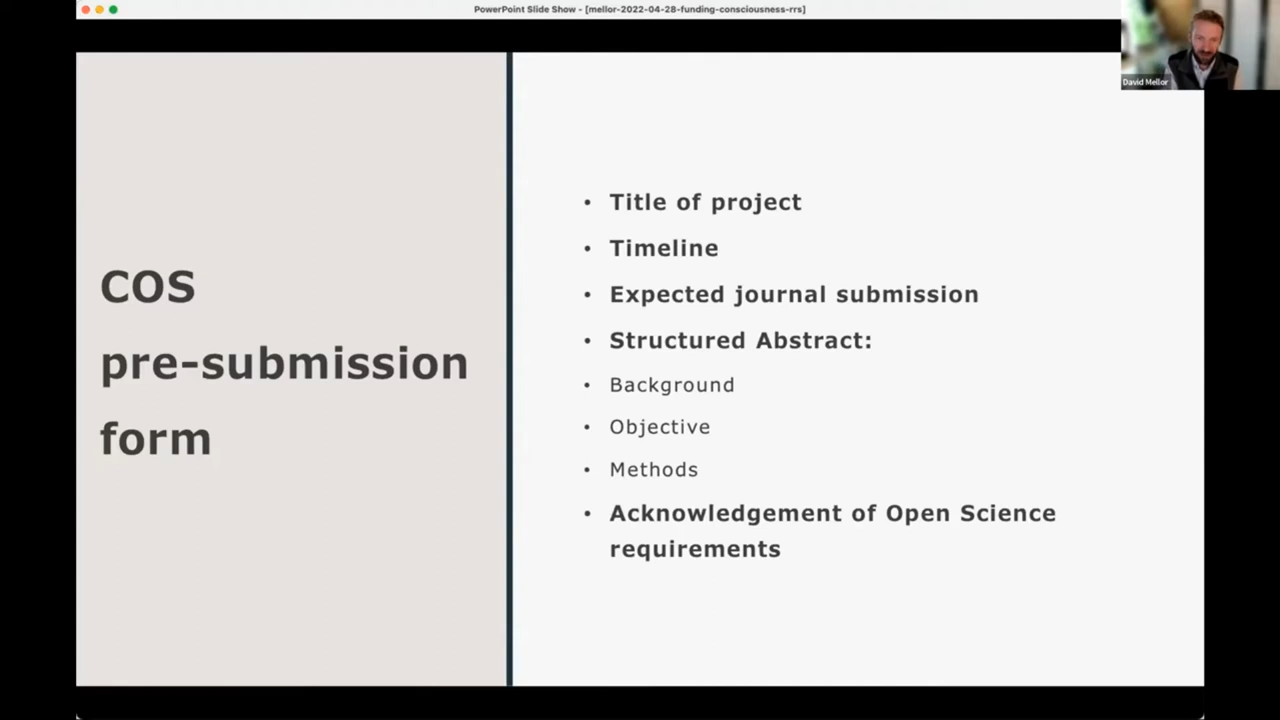 PowerPoint Slide Show - [mellor-2022-04-28-funding-consciousness-rrs]
David Mellor
COS
pre-submission
form
• Title of project
• Timeline
• Expected journal submission
• Structured Abstract:
• Background
• Objective
• Methods
• Acknowledgement of Open Science
requirements